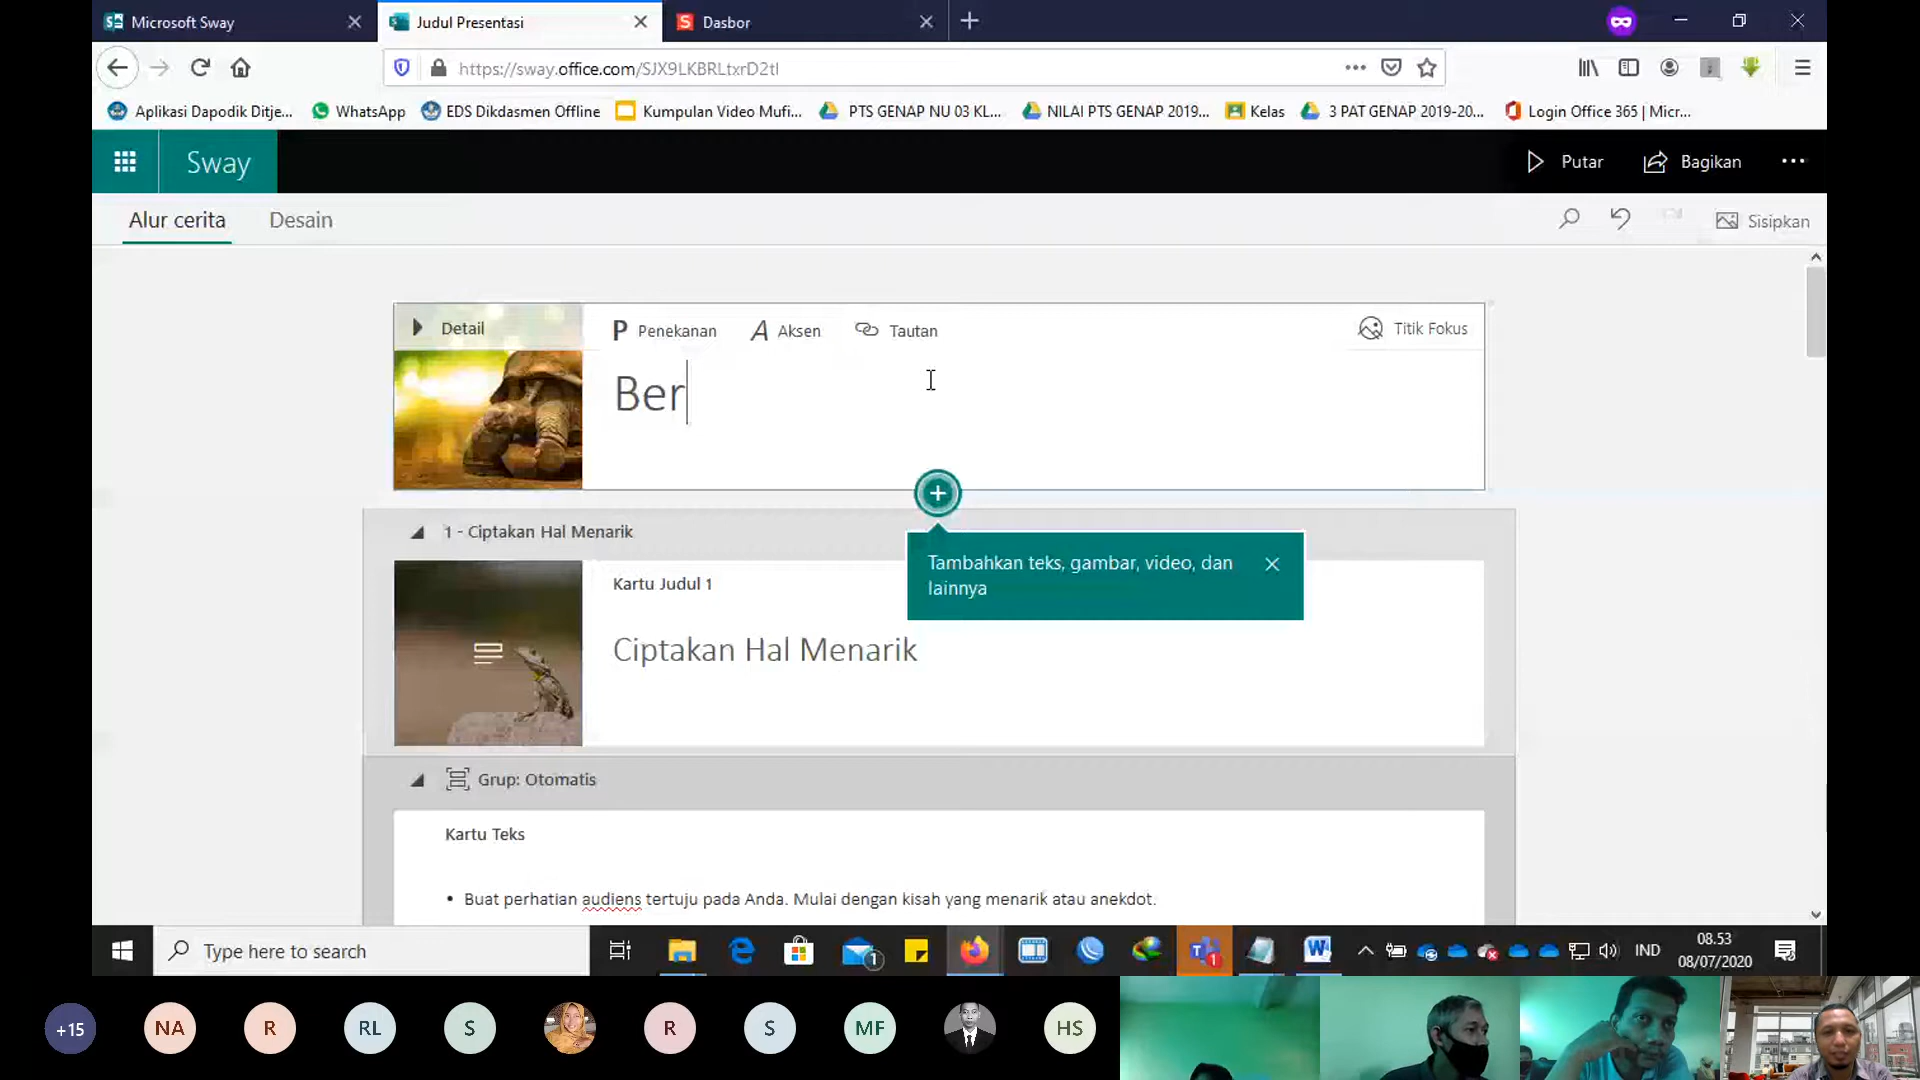 Microsoft Sway
Judul Presentasi
Dasbor
https://sway.office.com/SJX9LKBRLtxrD2tI
Aplikasi Dapodik Ditje...
WhatsApp
EDS Dikdasmen Offline
Kumpulan Video Mufi...
PTS GENAP NU 03 KL...
NILAI PTS GENAP 2019...
Kelas
3 PAT GENAP 2019-20...
Login Office 365 | Micr...
Sway
Putar
Bagikan
Alur cerita
Desain
Sisipkan
Detail
P Penekanan
A Aksen
Tautan
Titik Fokus
Ber
1 - Ciptakan Hal Menarik
Tambahkan teks, gambar, video, dan
lainnya
Kartu Judul 1
Ciptakan Hal Menarik
Grup: Otomatis
Kartu Teks
• Buat perhatian audiens tertuju pada Anda. Mulai dengan kisah yang menarik atau anekdot.
Type here to search
1
1
IND
08.53
08/07/2020
+15
NA
R
RL
S
R
S
MF
HS